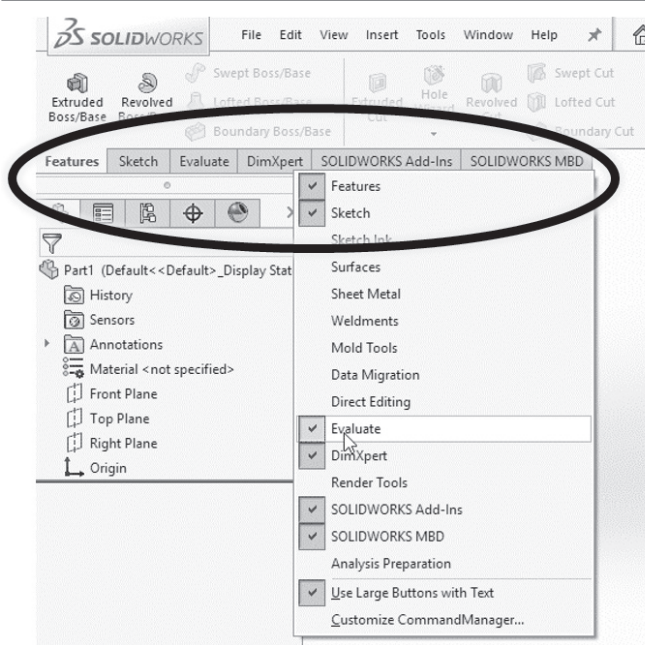 SOLIDWORKS File Edit View Insert Tools Window Help
Extruded Boss/Base
Revolved
Swept Boss/Base
Lofted Boss/Base
Boundary Boss/Base
Extruded Cut
Hole
Revolved
Swept Cut
Lofted Cut
Boundary Cut
Features Sketch Evaluate DimXpert SOLIDWORKS Add-Ins SOLIDWORKS MBD
Features
Sketch
Sketch Ink
Surfaces
Sheet Metal
Weldments
Mold Tools
Data Migration
Direct Editing
Evaluate
DimXpert
Render Tools
SOLIDWORKS Add-Ins
SOLIDWORKS MBD
Analysis Preparation
Use Large Buttons with Text
Customize CommandManager...
Part1 (Default<<Default>_Display Stat
History
Sensors
Annotations
Material <not specified>
Front Plane
Top Plane
Right Plane
Origin